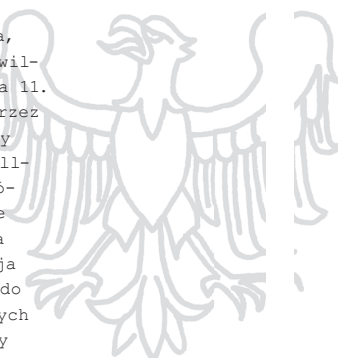 a,
wil-
a 11.
rzez
y
ll-
ó-
e
a
ja
do
ych
y